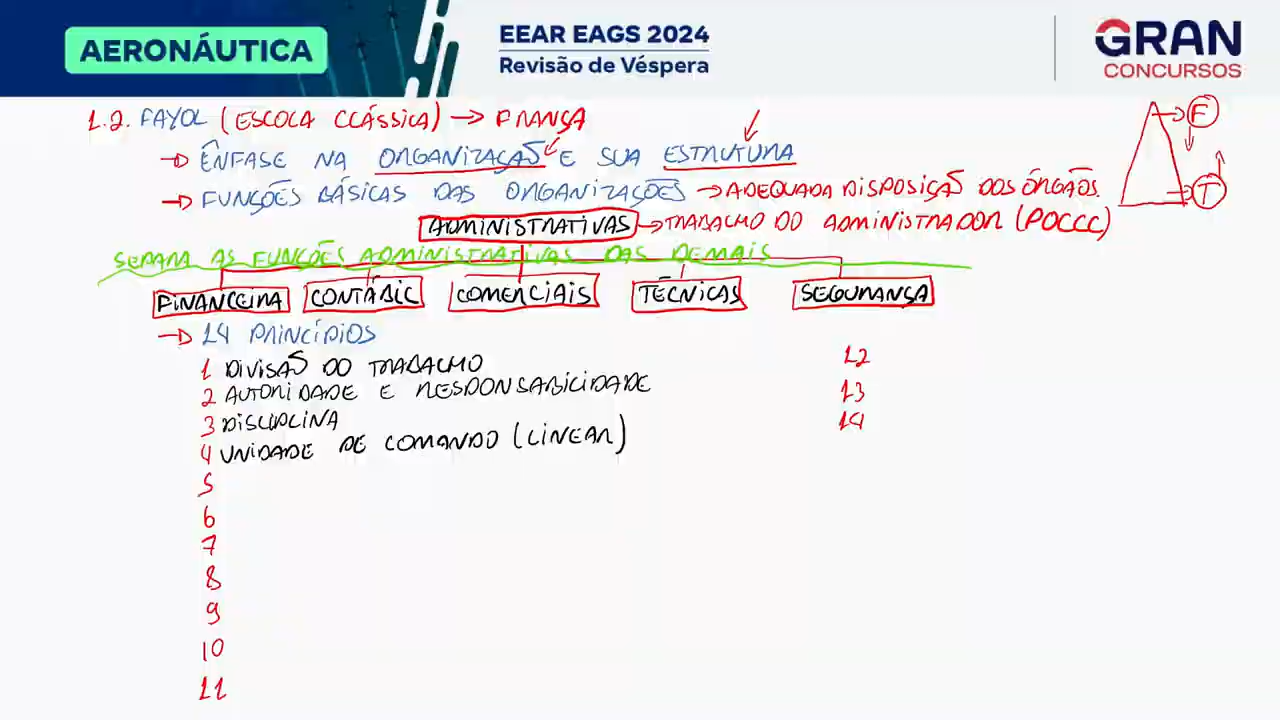 AERONÁUTICA
EEAR EAGS 2024
Revisão de Véspera
GRAN
CONCURSOS
1.2. FAYOL (ESCOLA CLÁSSICA) → FRANÇA
F
→ ÊNFASE NA ORGANIZAÇÃO E SUA ESTRUTURA
→ FUNÇÕES BÁSICAS DAS ORGANIZAÇÕES → ADEQUADA DISPOSIÇÃO DOS ÓRGÃOS
T
ADMINISTRATIVAS → TRABALHO DO ADMINISTRADOR (POCCC)
SEPARA AS FUNÇÕES ADMINISTRATIVAS DAS DEMAIS
FINANCEIRA CONTÁBIL COMERCIAIS TÉCNICAS SEGURANÇA
→ 14 PRINCÍPIOS
1 DIVISÃO DO TRABALHO 12
2 AUTORIDADE E RESPONSABILIDADE 13
3 DISCIPLINA 14
4 UNIDADE DE COMANDO (LINEAR)
5
6
7
8
9
10
11